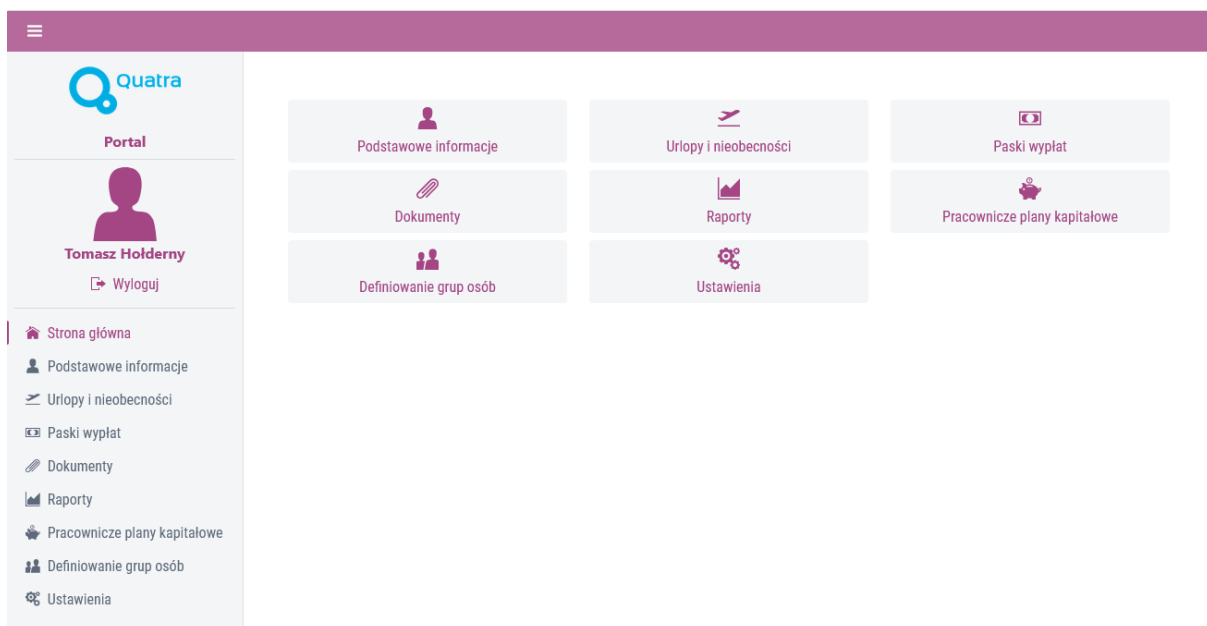 Quatra
Portal
Tomasz Hołderny
Wyloguj
Strona główna
Podstawowe informacje
Urlopy i nieobecności
Paski wypłat
Dokumenty
Raporty
Pracownicze plany kapitałowe
Definiowanie grup osób
Ustawienia
Podstawowe informacje
Urlopy i nieobecności
Paski wypłat
Dokumenty
Raporty
Pracownicze plany kapitałowe
Definiowanie grup osób
Ustawienia